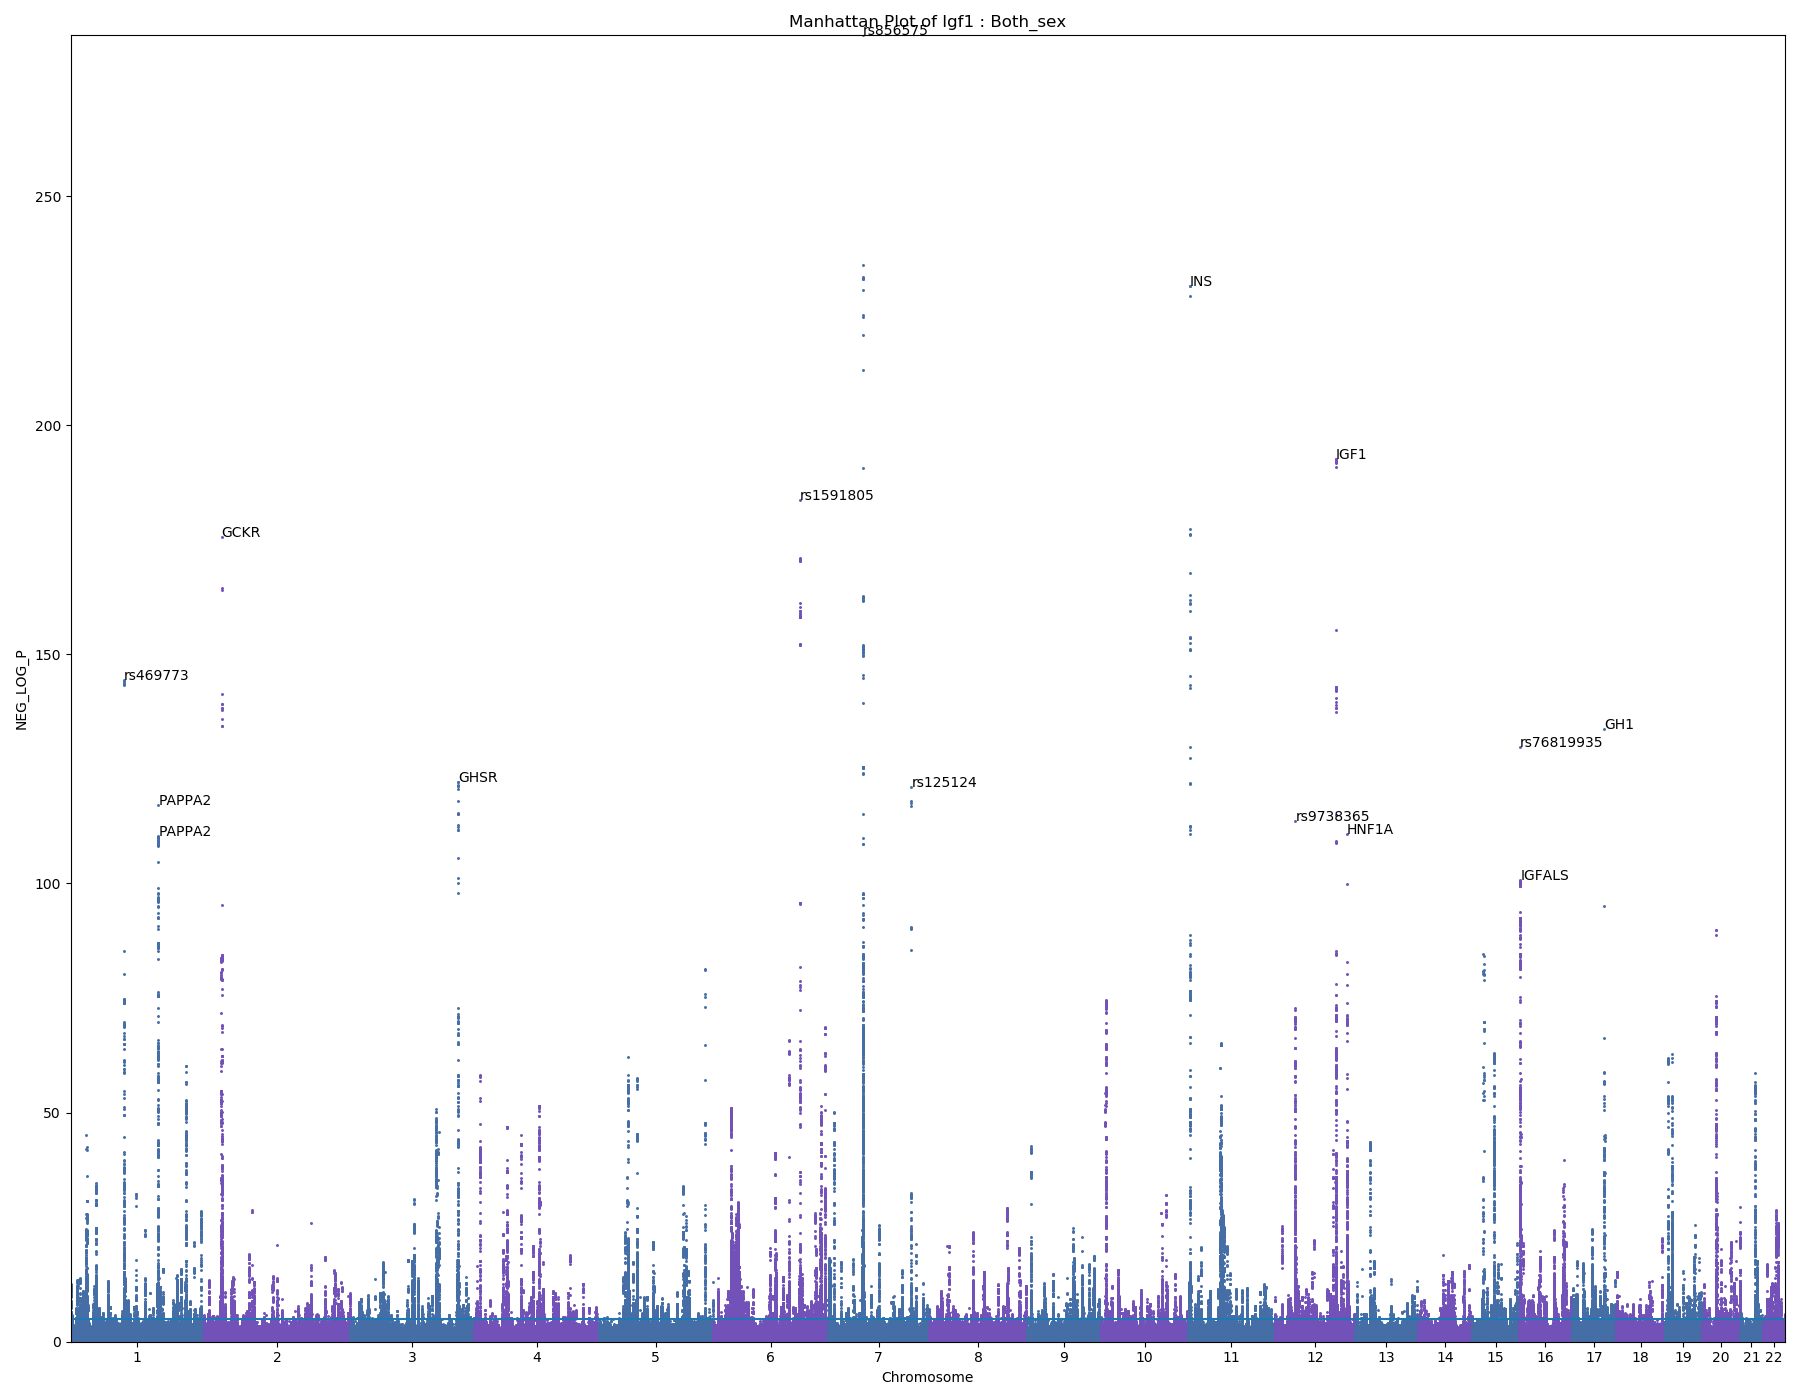 Manhattan Plot of Igf1 : Both_sex
rs856575
250
JNS
200
IGF1
rs1591805
GCKR
150
rs469773
GH1
rs76819935
GHSR
rs125124
PAPPA2
rs9738365
PAPPA2
HNF1A
100
IGFALS
50
0
NEG_LOG_P
1 2 3 4 5 6 7 8 9 10 11 12 13 14 15 16 17 18 19 20 21 22
Chromosome